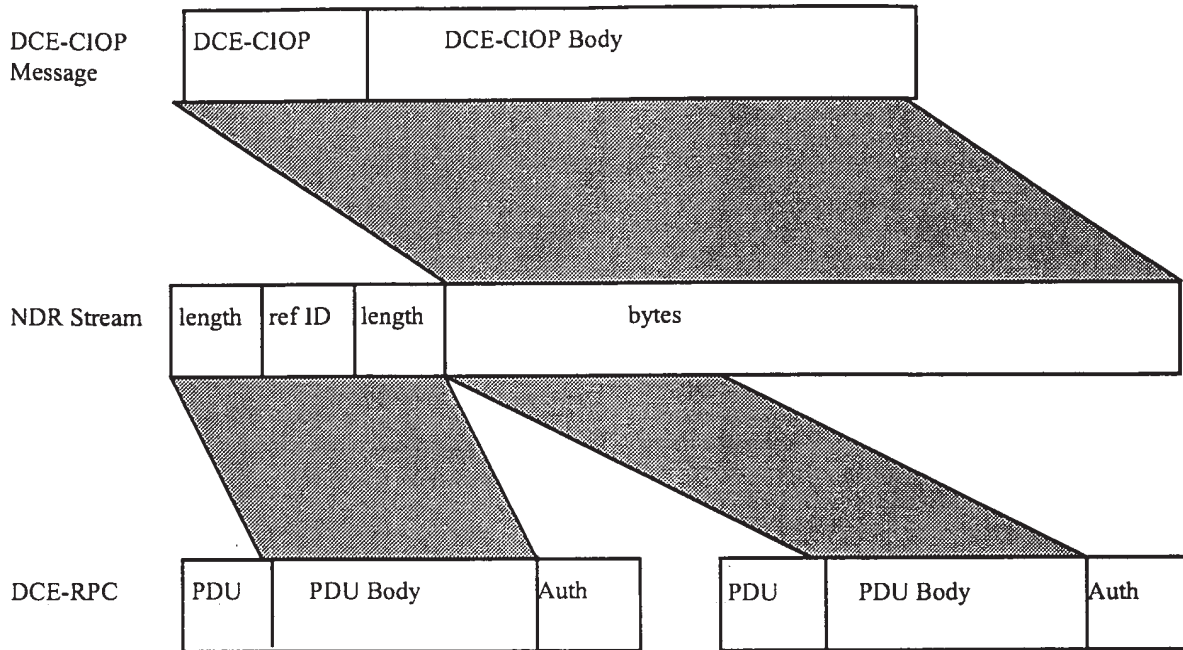 DCE-CIOP
Message
DCE-CIOP
DCE-CIOP Body
NDR Stream
length
ref ID
length
bytes
DCE-RPC
PDU
PDU Body
Auth
PDU
PDU Body
Auth